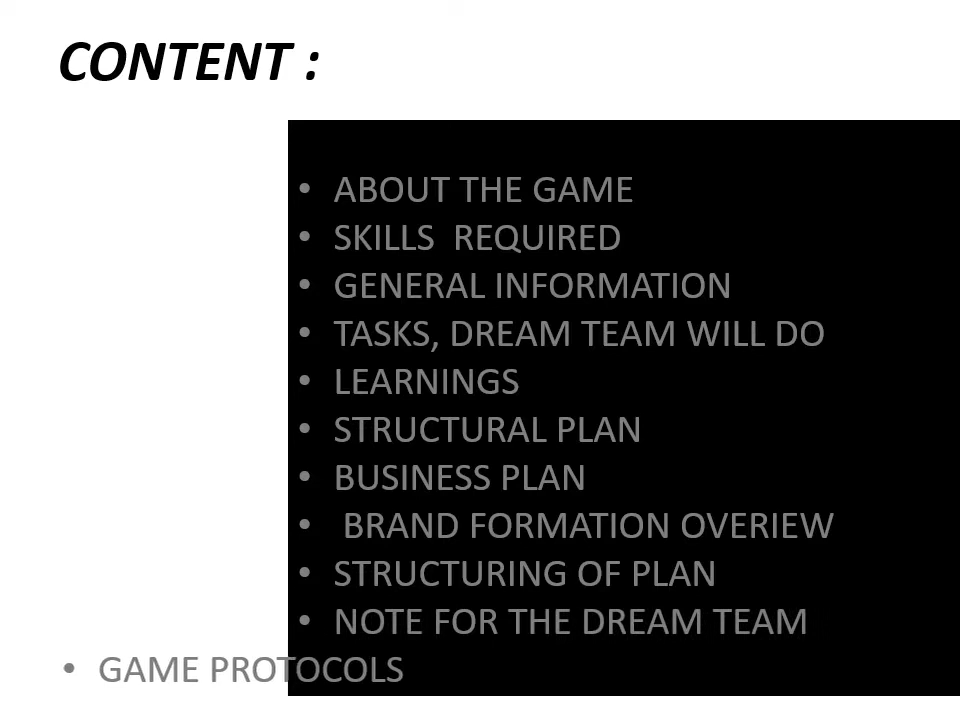 CONTENT :
• ABOUT THE GAME
• SKILLS  REQUIRED
• GENERAL INFORMATION
• TASKS, DREAM TEAM WILL DO
• LEARNINGS
• STRUCTURAL PLAN
• BUSINESS PLAN
•  BRAND FORMATION OVERIEW
• STRUCTURING OF PLAN
• NOTE FOR THE DREAM TEAM
• GAME PROTOCOLS